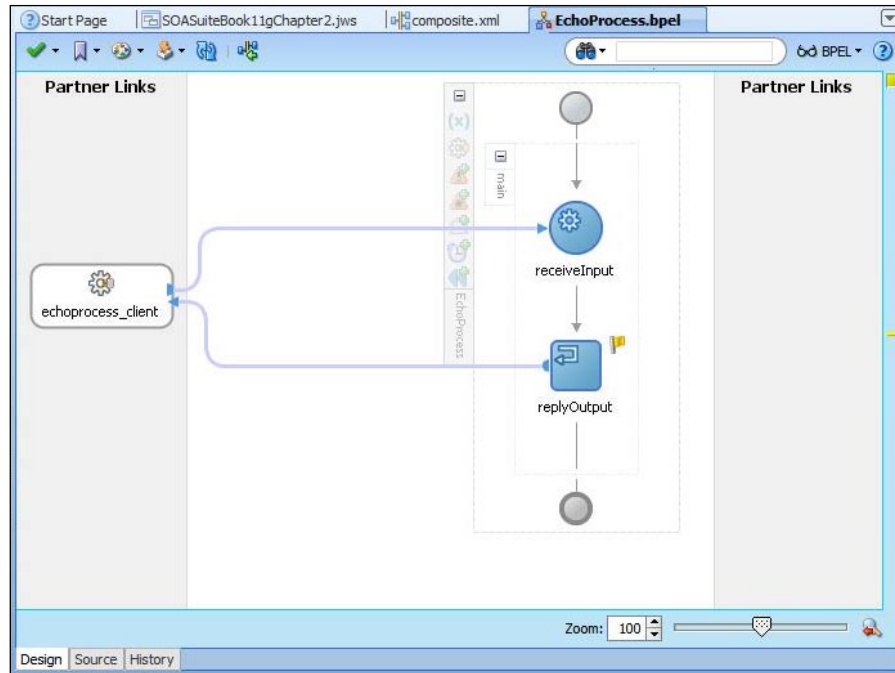 Start Page SOASuiteBook11gChapter2.jws composite.xml EchoProcess.bpel
BPEL
Partner Links Partner Links
main
receiveInput
echoprocess_client
EchoProcess
replyOutput
Zoom: 100
Design Source History